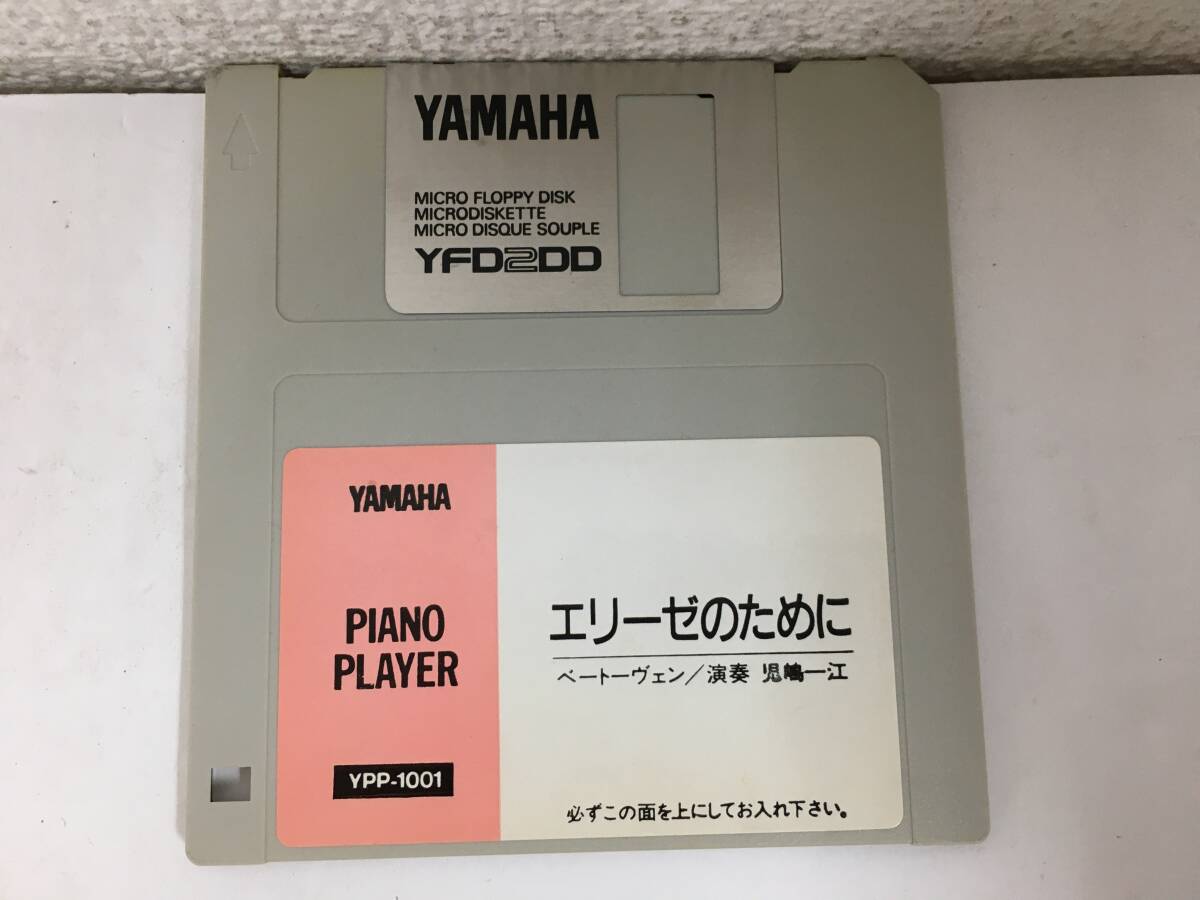 YAMAHA
MICRO FLOPPY DISK
MICRODISKETTE
MICRO DISQUE SOUPLE
YFD2DD
YAMAHA
PIANO
PLAYER
YPP-1001
エリーゼのために
ベートーヴェン/演奏 児嶋一江
必ずこの面を上にしてお入れ下さい。